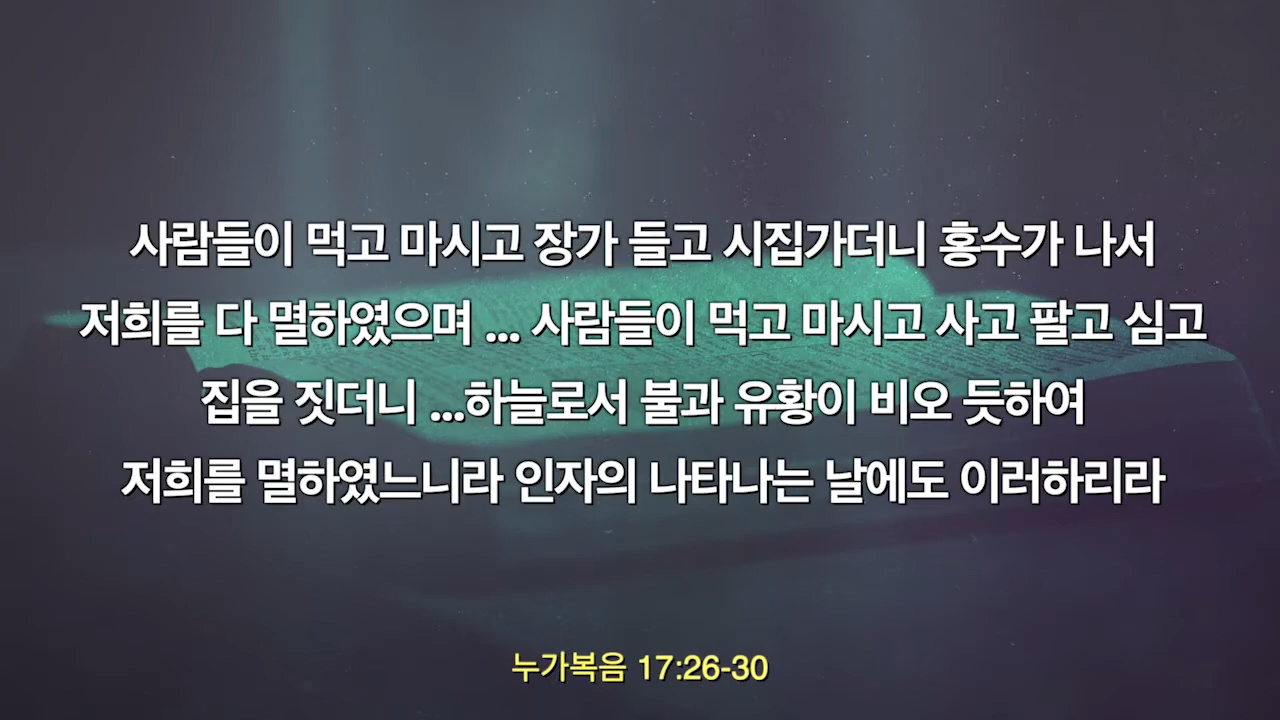 사람들이 먹고 마시고 장가 들고 시집가더니 홍수가 나서
저희를 다 멸하였으며 ... 사람들이 먹고 마시고 사고 팔고 심고
집을 짓더니 ...하늘로서 불과 유황이 비오 듯하여
저희를 멸하였느니라 인자의 나타나는 날에도 이러하리라
누가복음 17:26-30